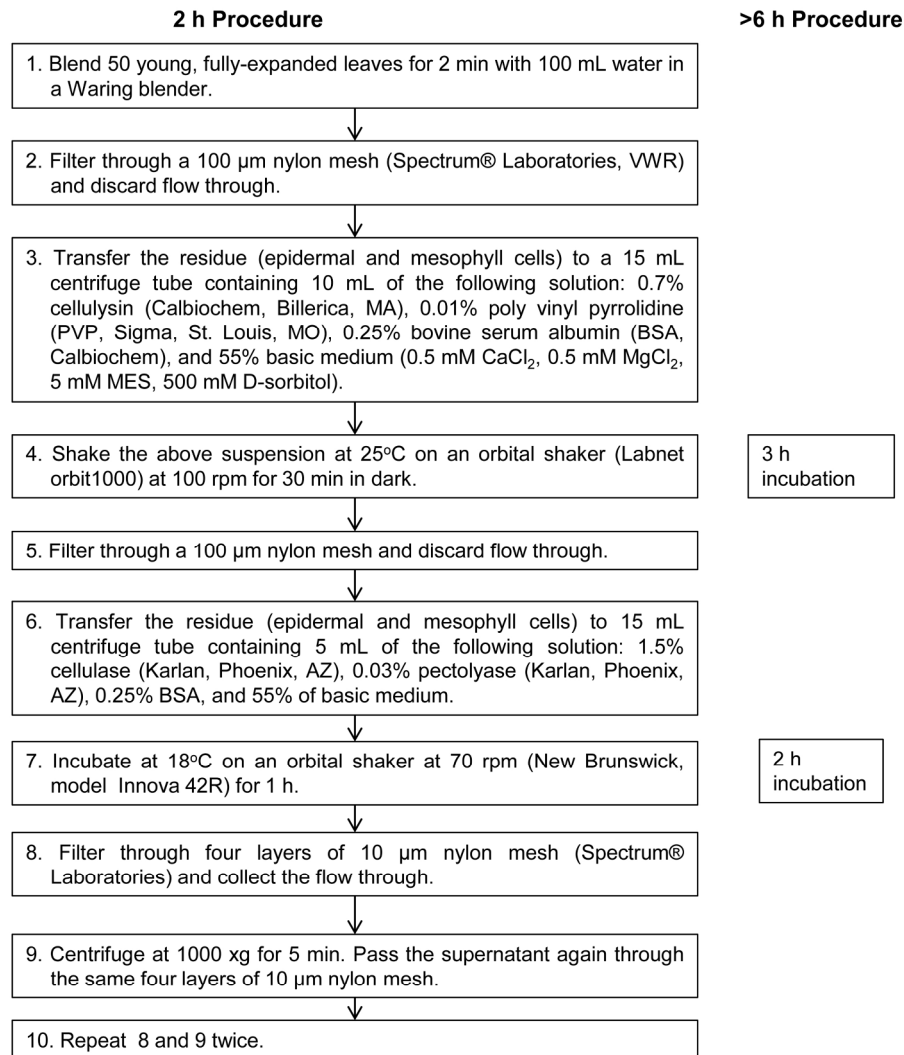 2 h Procedure
>6 h Procedure
1. Blend 50 young, fully-expanded leaves for 2 min with 100 mL water in
a Waring blender.
2. Filter through a 100 µm nylon mesh (Spectrum® Laboratories, VWR)
and discard flow through.
3. Transfer the residue (epidermal and mesophyll cells) to a 15 mL
centrifuge tube containing 10 mL of the following solution: 0.7%
cellulysin (Calbiochem, Billerica, MA), 0.01% poly vinyl pyrrolidine
(PVP, Sigma, St. Louis, MO), 0.25% bovine serum albumin (BSA,
Calbiochem), and 55% basic medium (0.5 mM CaCl₂, 0.5 mM MgCl₂,
5 mM MES, 500 mM D-sorbitol).
4. Shake the above suspension at 25°C on an orbital shaker (Labnet
orbit1000) at 100 rpm for 30 min in dark.
3 h
incubation
5. Filter through a 100 µm nylon mesh and discard flow through.
6. Transfer the residue (epidermal and mesophyll cells) to 15 mL
centrifuge tube containing 5 mL of the following solution: 1.5%
cellulase (Karlan, Phoenix, AZ), 0.03% pectolyase (Karlan, Phoenix,
AZ), 0.25% BSA, and 55% of basic medium.
7. Incubate at 18°C on an orbital shaker at 70 rpm (New Brunswick,
model Innova 42R) for 1 h.
2 h
incubation
8. Filter through four layers of 10 µm nylon mesh (Spectrum®
Laboratories) and collect the flow through.
9. Centrifuge at 1000 xg for 5 min. Pass the supernatant again through
the same four layers of 10 µm nylon mesh.
10. Repeat 8 and 9 twice.